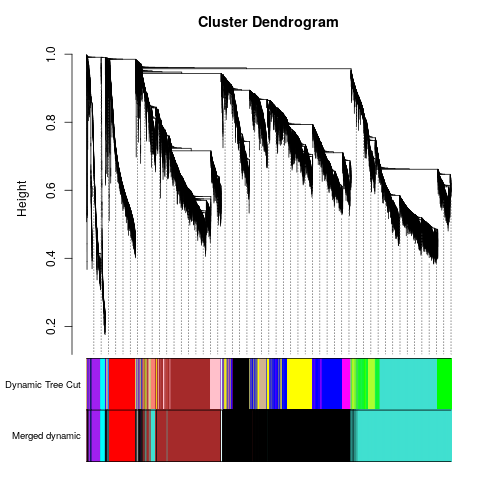 Cluster Dendrogram
Height
1.0
0.8
0.6
0.4
0.2
Dynamic Tree Cut
Merged dynamic